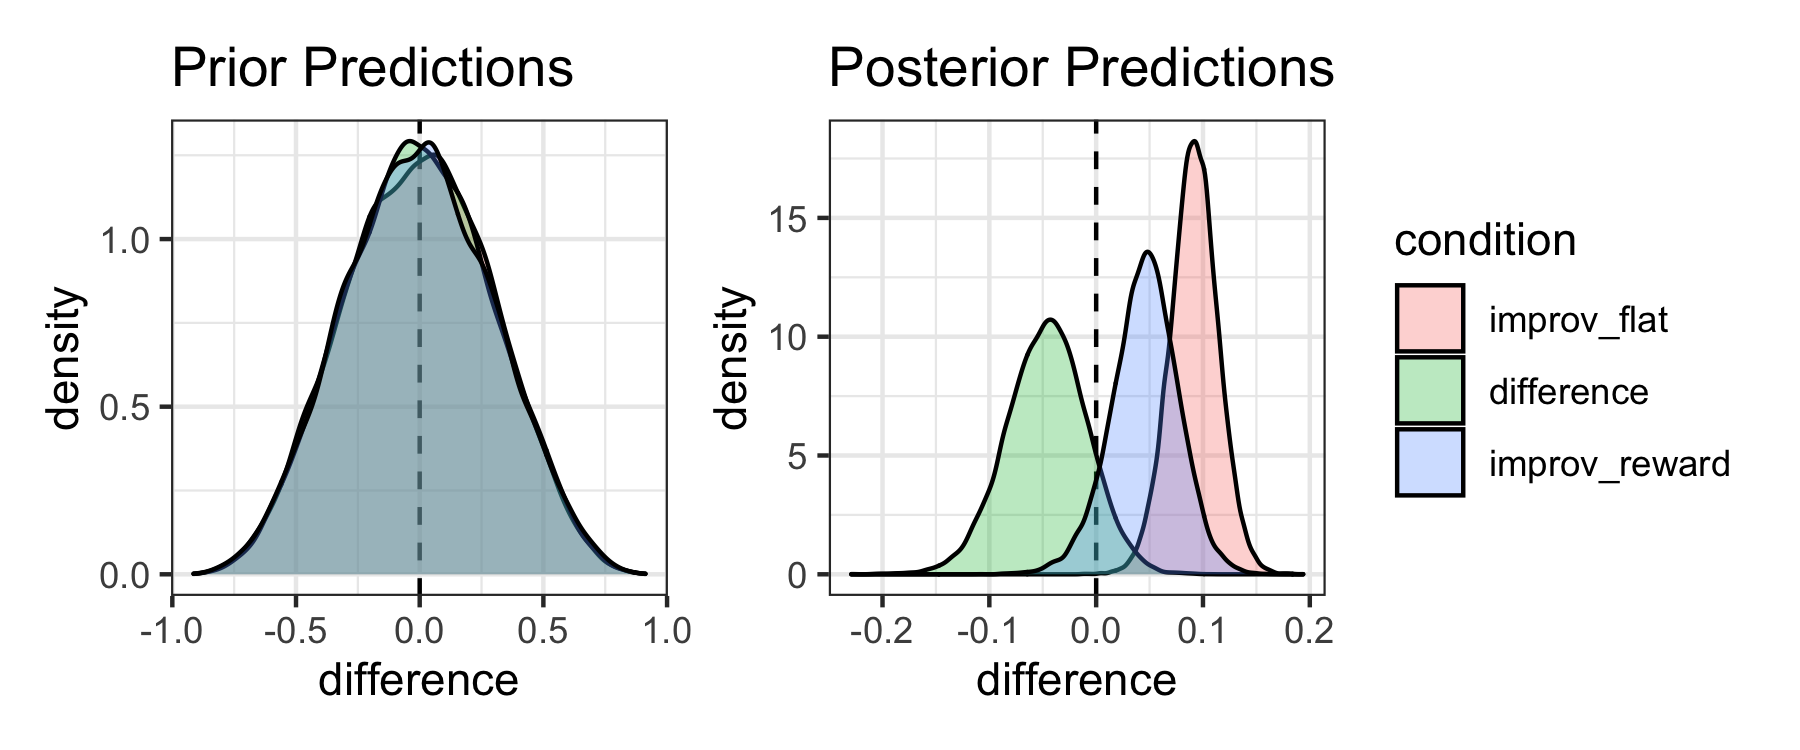 Prior Predictions
density
1.0
0.5
0.0
-1.0 -0.5 0.0 0.5 1.0
difference
Posterior Predictions
density
15
10
5
0
-0.2 -0.1 0.0 0.1 0.2
difference
condition
improv_flat
difference
improv_reward